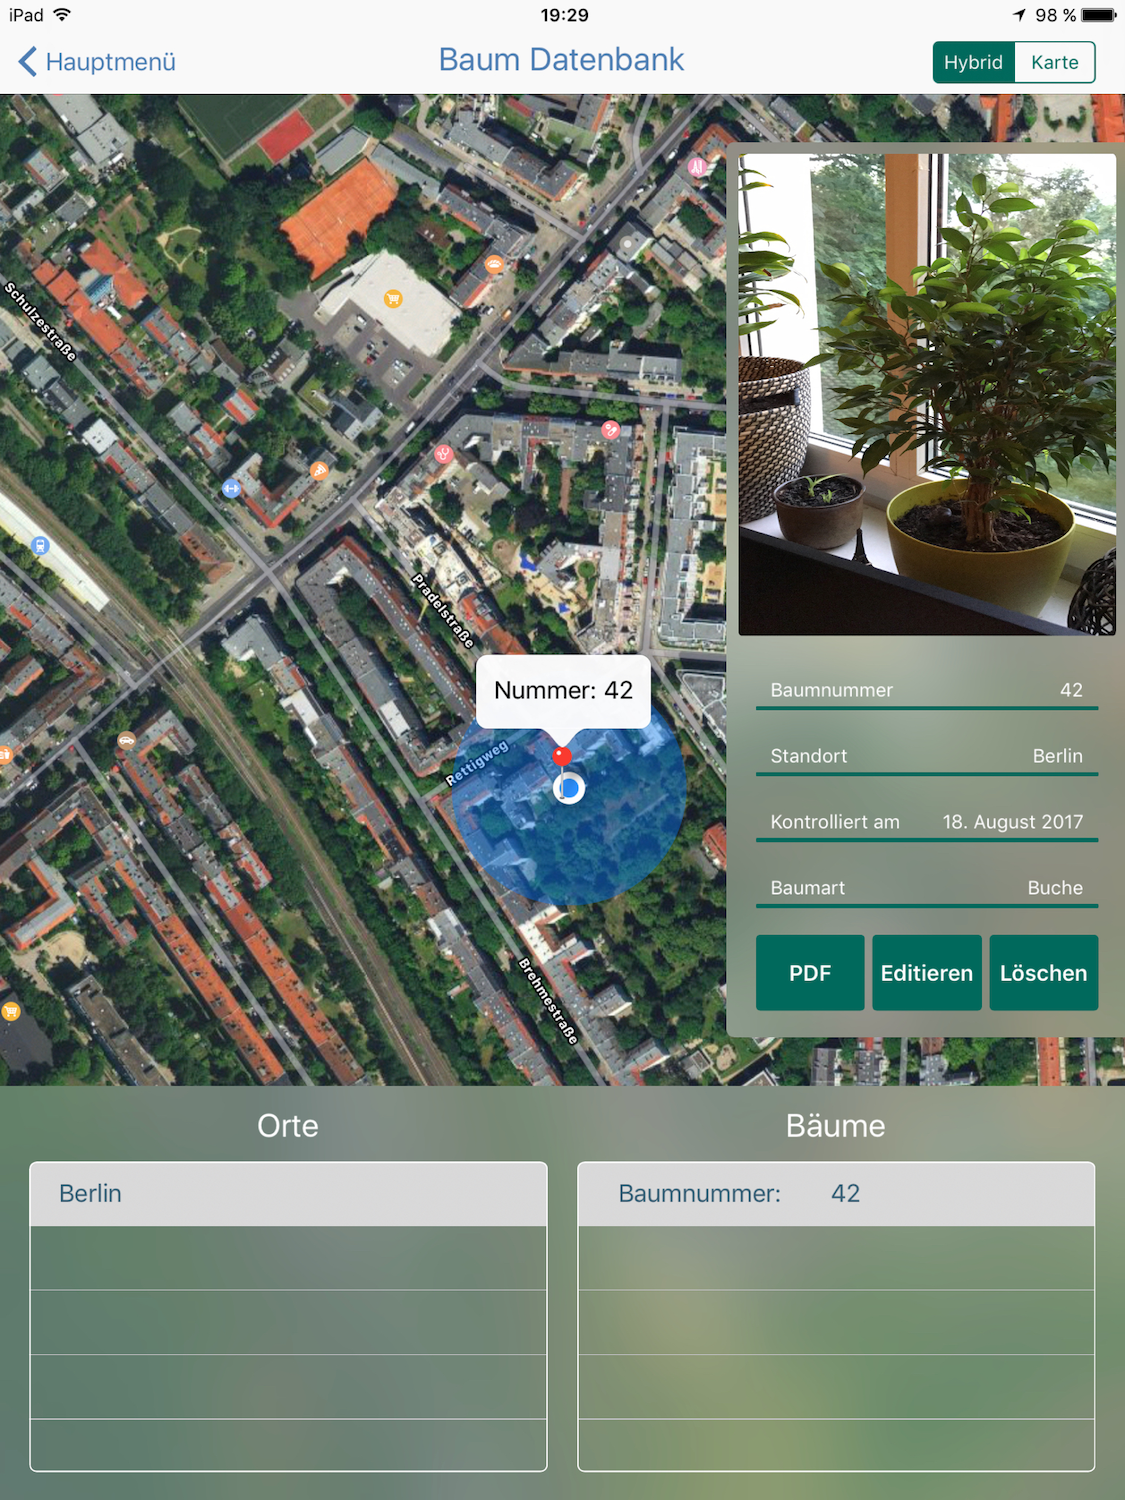 iPad
19:29
98 %
Hauptmenü
Baum Datenbank
Hybrid
Karte
Schulzestraße
Pradelstraße
Nummer: 42
Rettigweg
Brehmestraße
Baumnummer 42
Standort Berlin
Kontrolliert am 18. August 2017
Baumart Buche
PDF
Editieren
Löschen
Orte
Bäume
Berlin
Baumnummer: 42